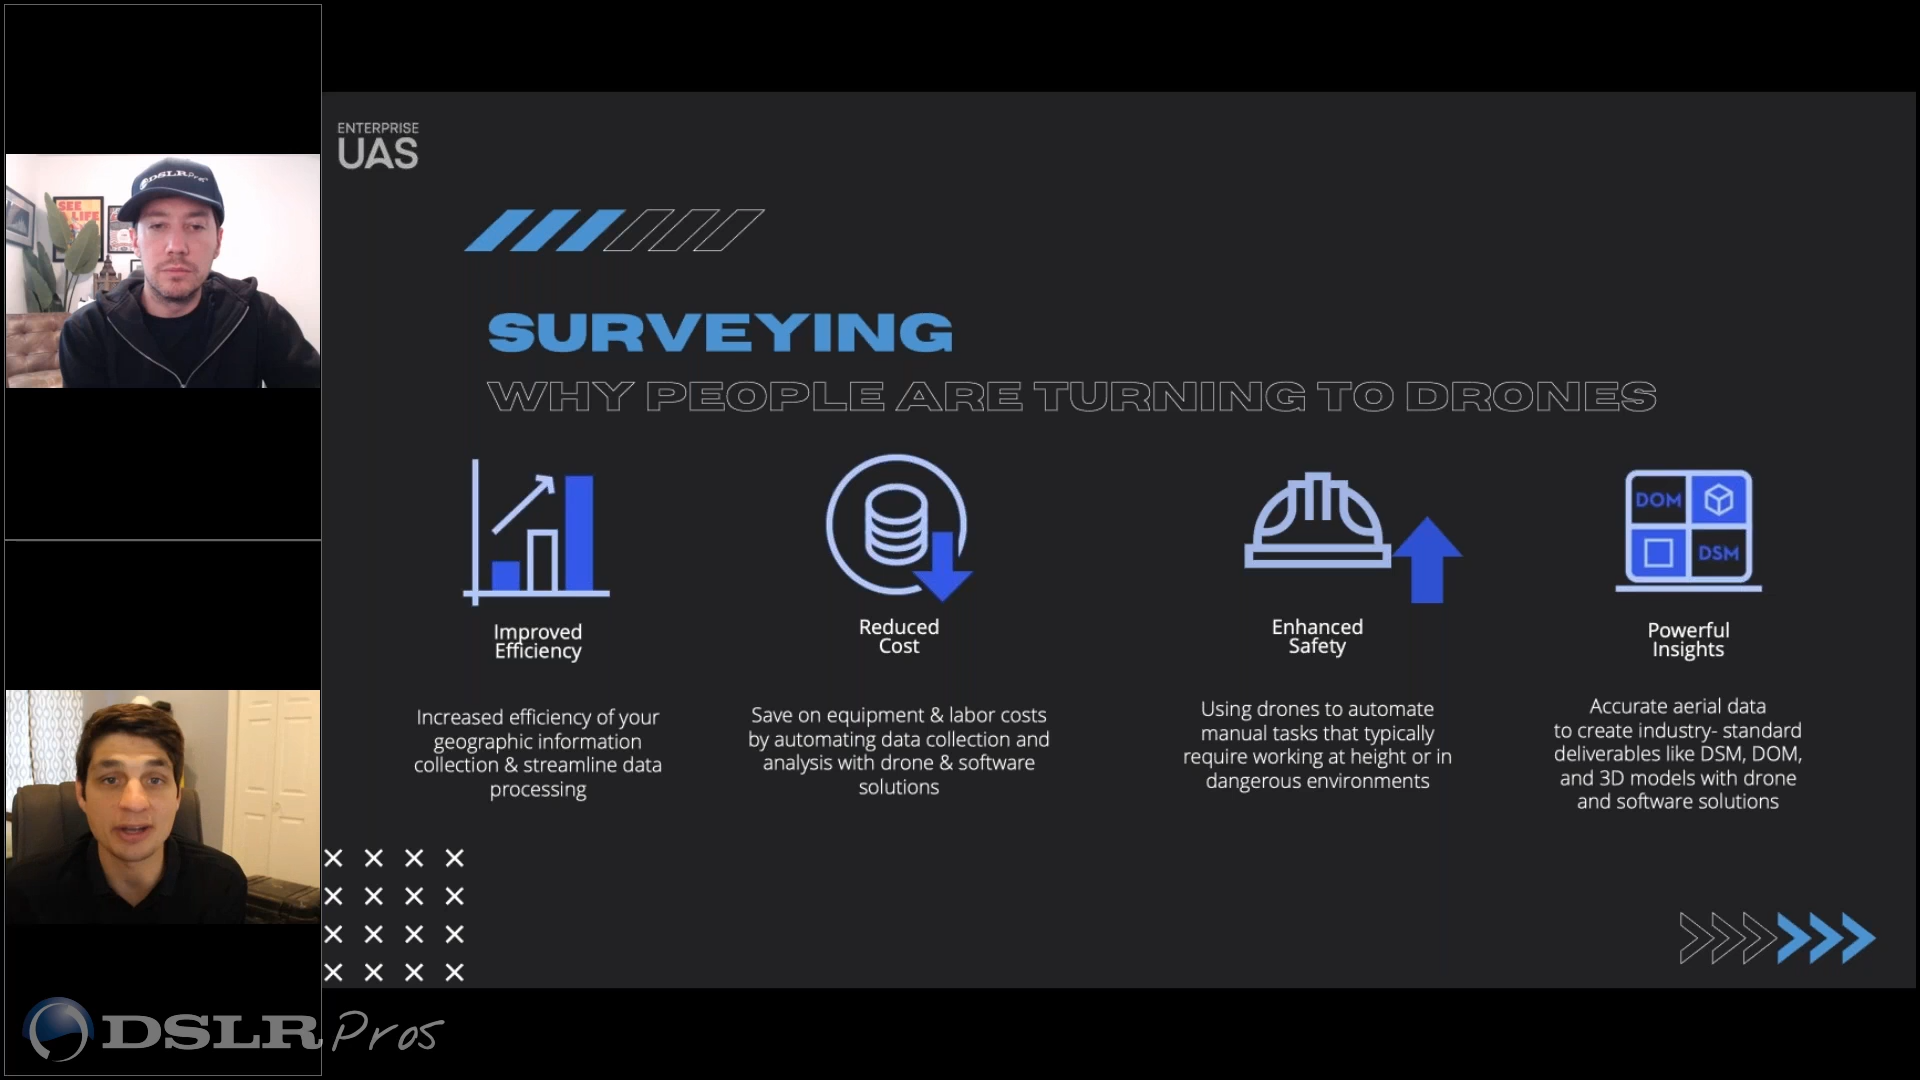 ENTERPRISE
UAS
DSLRPros
SEE
LIFE
SURVEYING
WHY PEOPLE ARE TURNING TO DRONES
DOM
DSM
Improved
Efficiency
Increased efficiency of your
geographic information
collection & streamline data
processing
Reduced
Cost
Save on equipment & labor costs
by automating data collection and
analysis with drone & software
solutions
Enhanced
Safety
Using drones to automate
manual tasks that typically
require working at height or in
dangerous environments
Powerful
Insights
Accurate aerial data
to create industry- standard
deliverables like DSM, DOM,
and 3D models with drone
and software solutions
DSLRPros